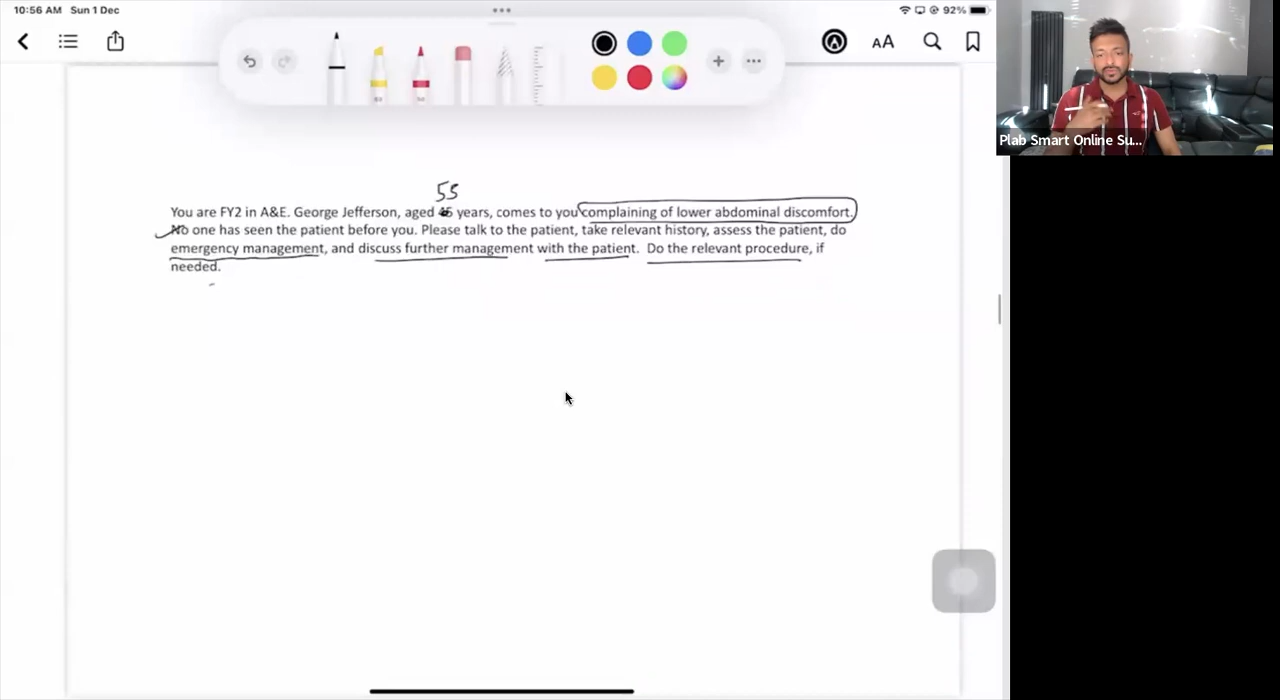 10:56 AM Sun 1 Dec
92%
AA
Plab Smart Online Su...
55
You are FY2 in A&E. George Jefferson, aged years, comes to you complaining of lower abdominal discomfort.
No one has seen the patient before you. Please talk to the patient, take relevant history, assess the patient, do
emergency management, and discuss further management with the patient. Do the relevant procedure, if
needed.